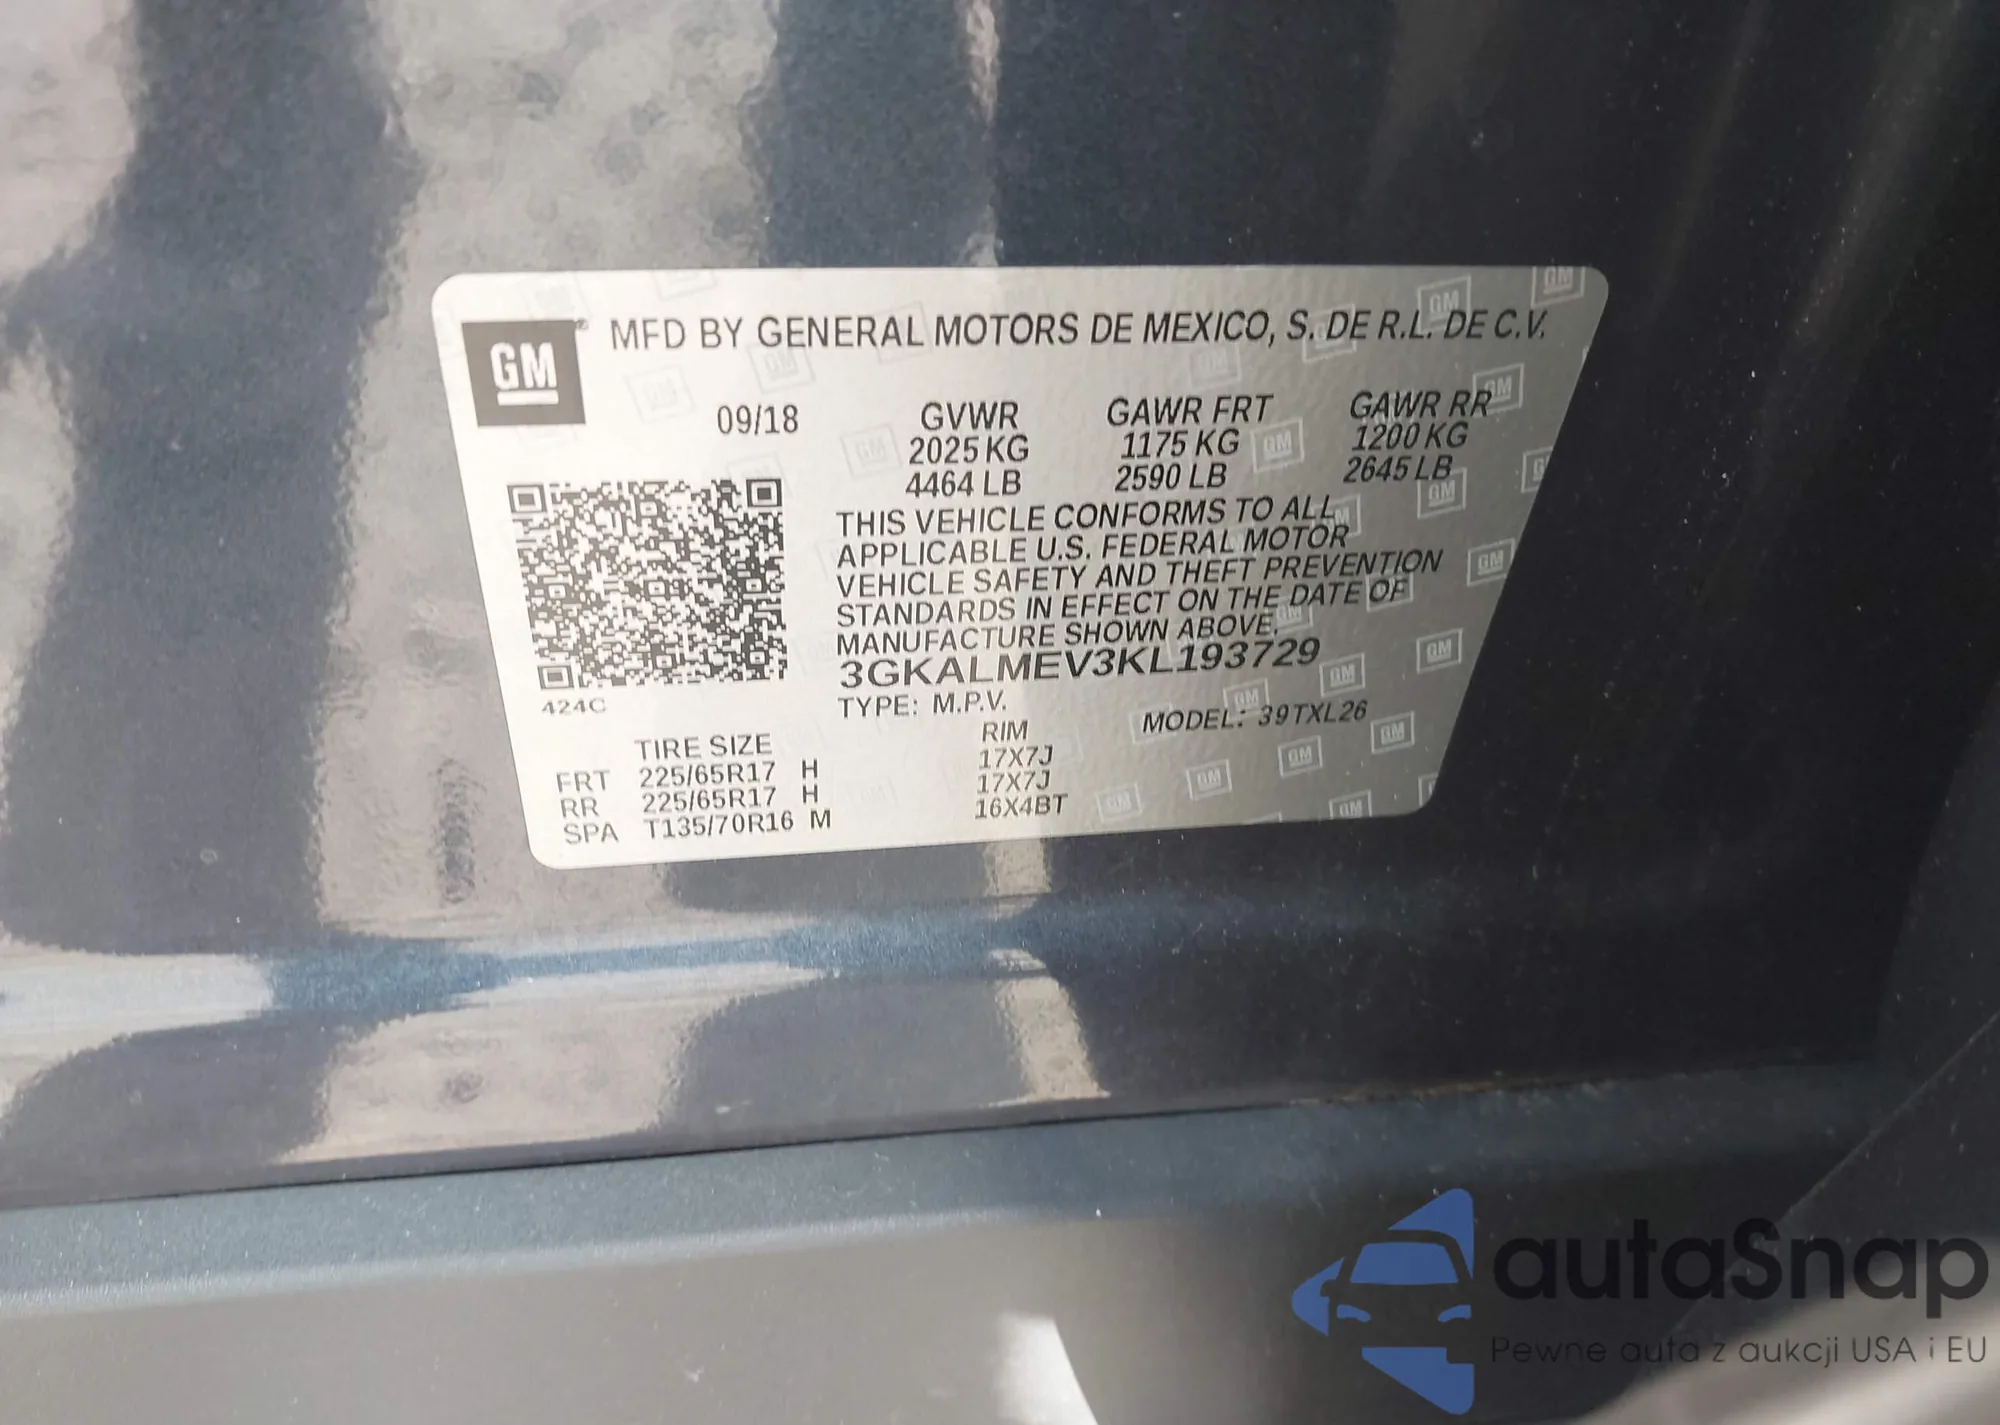 GM
MFD BY GENERAL MOTORS DE MEXICO, S. DE R.L. DE C.V.
09/18 GVWR GAWR FRT GAWR RR
2025 KG 1175 KG 1200 KG
4464 LB 2590 LB 2645 LB
THIS VEHICLE CONFORMS TO ALL
APPLICABLE U.S. FEDERAL MOTOR
VEHICLE SAFETY AND THEFT PREVENTION
STANDARDS IN EFFECT ON THE DATE OF
MANUFACTURE SHOWN ABOVE.
3GKALMEV3KL193729
424C
TYPE: M.P.V. MODEL: 39TXL26
TIRE SIZE RIM
FRT 225/65R17 H 17X7J
RR 225/65R17 H 17X7J
SPA T135/70R16 M 16X4BT
autaSnap
Pewne auta z aukcji USA i EU